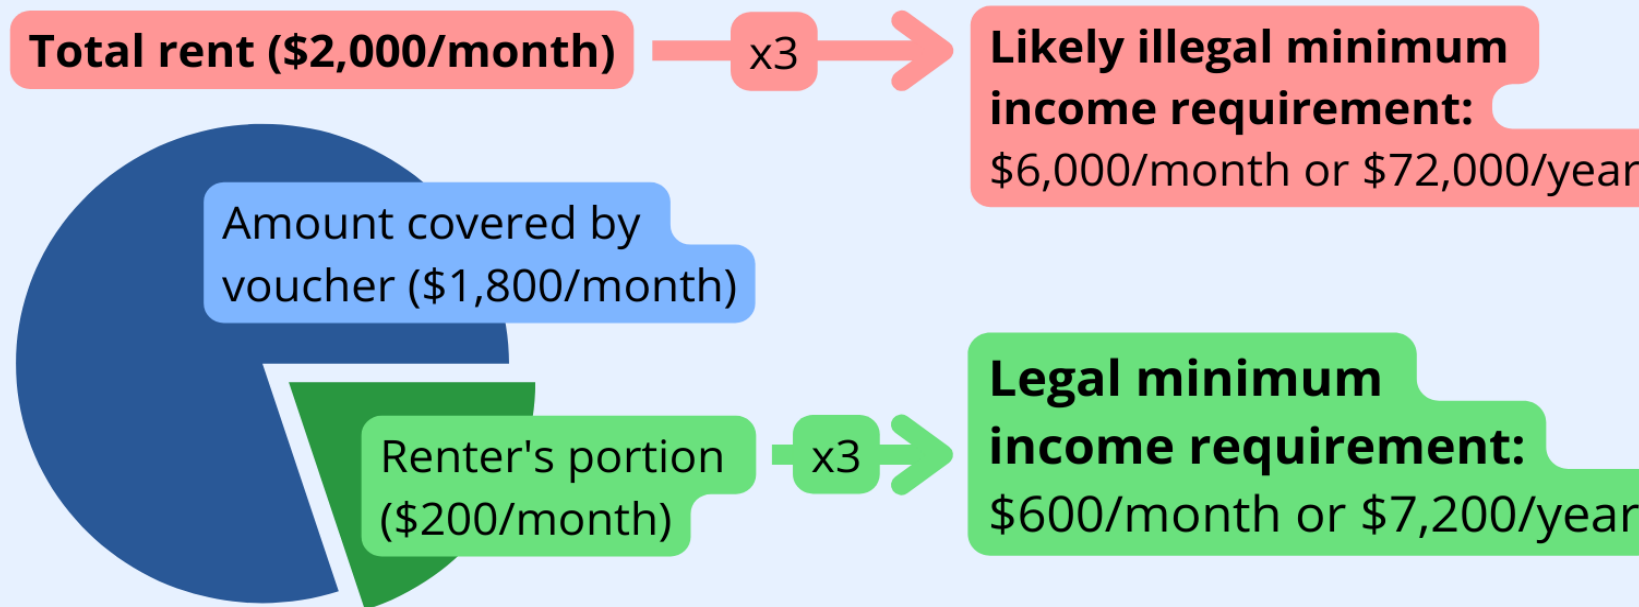 Total rent ($2,000/month)
x3
Likely illegal minimum
income requirement:
$6,000/month or $72,000/year
Amount covered by
voucher ($1,800/month)
Renter's portion
($200/month)
x3
Legal minimum
income requirement:
$600/month or $7,200/year